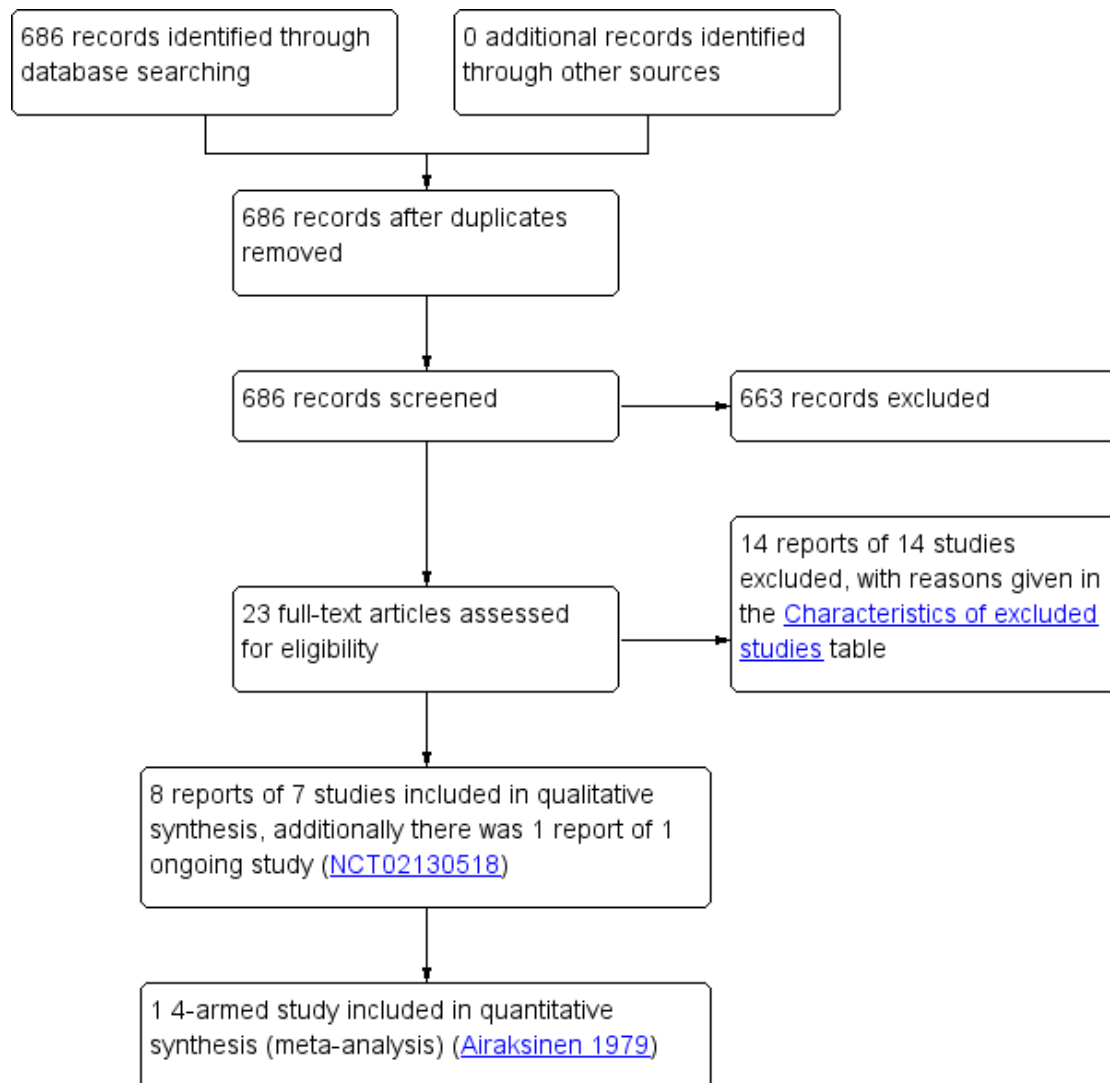 686 records identified through
database searching
0 additional records identified
through other sources
686 records after duplicates
removed
686 records screened
663 records excluded
14 reports of 14 studies
excluded, with reasons given in
the Characteristics of excluded
studies table
23 full-text articles assessed
for eligibility
8 reports of 7 studies included in qualitative
synthesis, additionally there was 1 report of 1
ongoing study (NCT02130518)
1 4-armed study included in quantitative
synthesis (meta-analysis) (Airaksinen 1979)